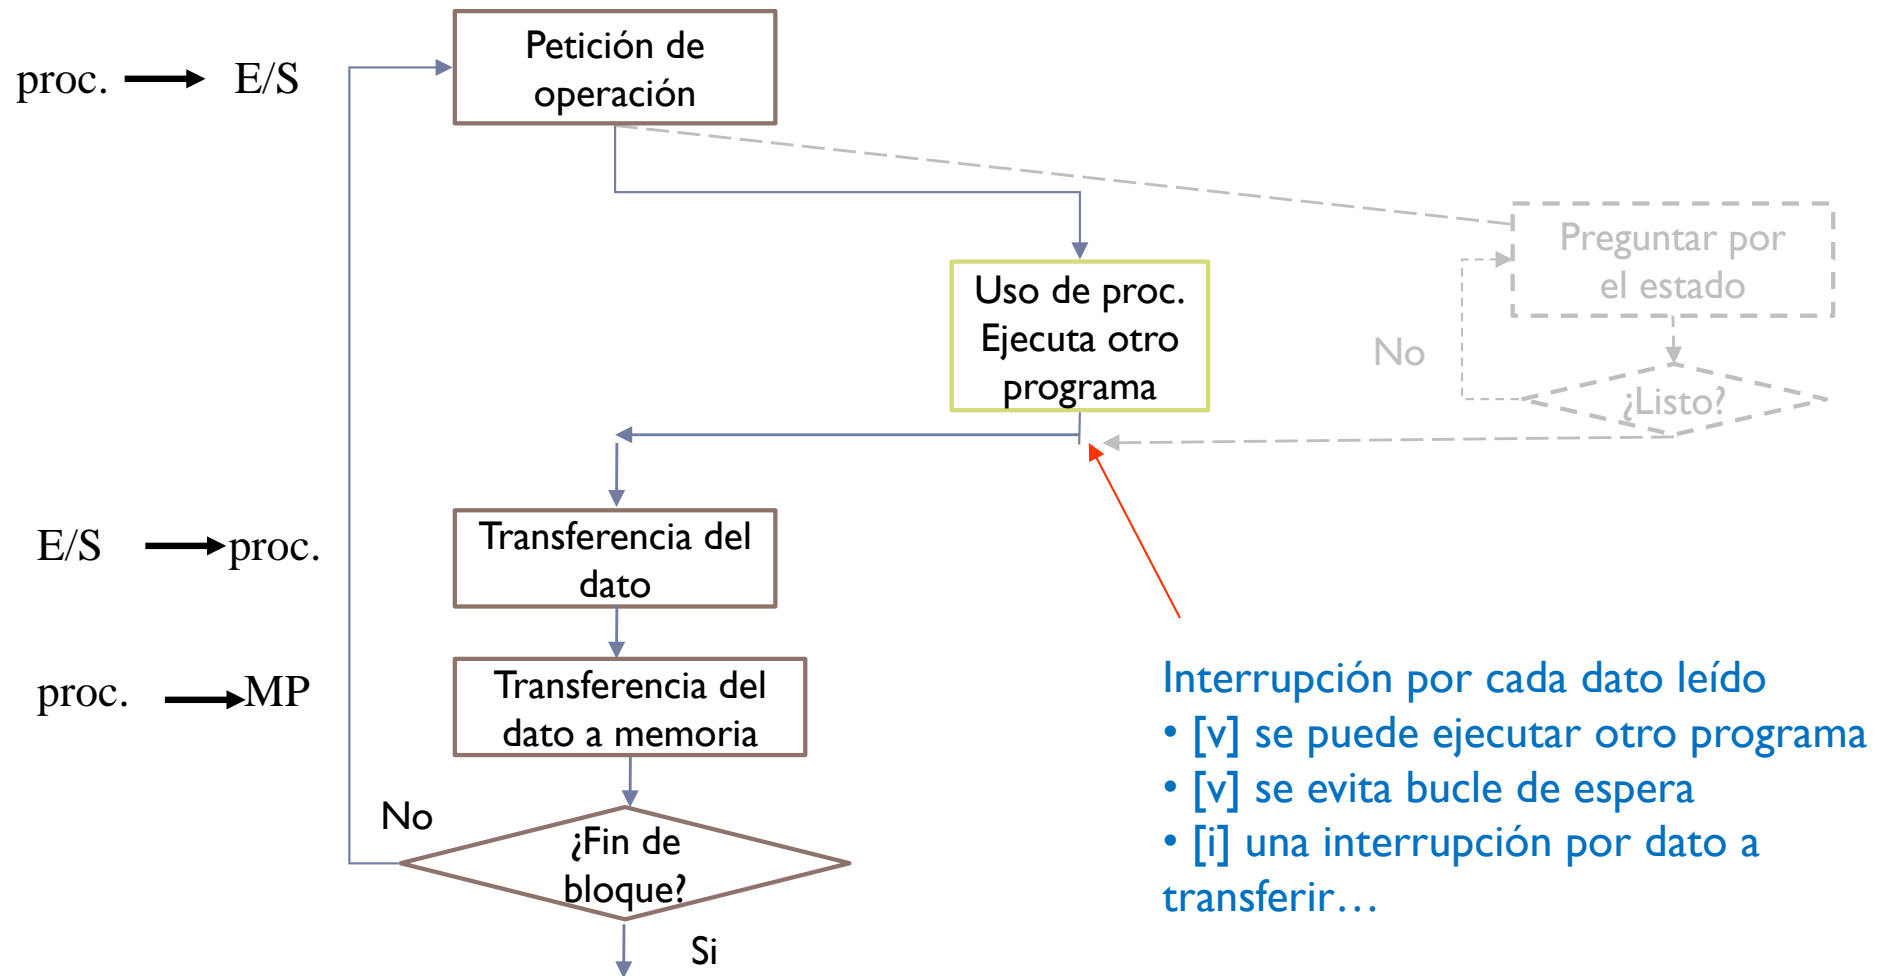 Petición de
operación
proc.
E/S
Preguntar por
el estado
Uso de proc.
Ejecuta otro
programa
No
¿Listo?
E/S
proc.
Transferencia del
dato
proc.
MP
Transferencia del
dato a memoria
Interrupción por cada dato leído
• [v] se puede ejecutar otro programa
• [v] se evita bucle de espera
• [i] una interrupción por dato a
transferir…
No
¿Fin de
bloque?
Si